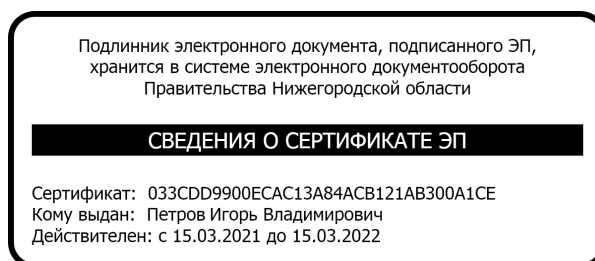 Подлинник электронного документа, подписанного ЭП,
хранится в системе электронного документооборота
Правительства Нижегородской области
СВЕДЕНИЯ О СЕРТИФИКАТЕ ЭП
Сертификат: 033CDD9900ECAC13A84ACB121AB300A1CE
Кому выдан: Петров Игорь Владимирович
Действителен: с 15.03.2021 до 15.03.2022